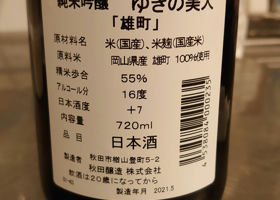 純米吟醸 ゆきの美人
「雄町」
原材料名 米(国産)、米麹(国産米)
原料米 岡山県産 雄町 100%使用
精米歩合 55%
アルコール分 16度
日本酒度 +7
内容量 720ml
品目 日本酒
製造者 秋田市楢山登町5-2
秋田醸造 株式会社
飲酒は20歳になってから
製造年月 2021.5
4538084000235